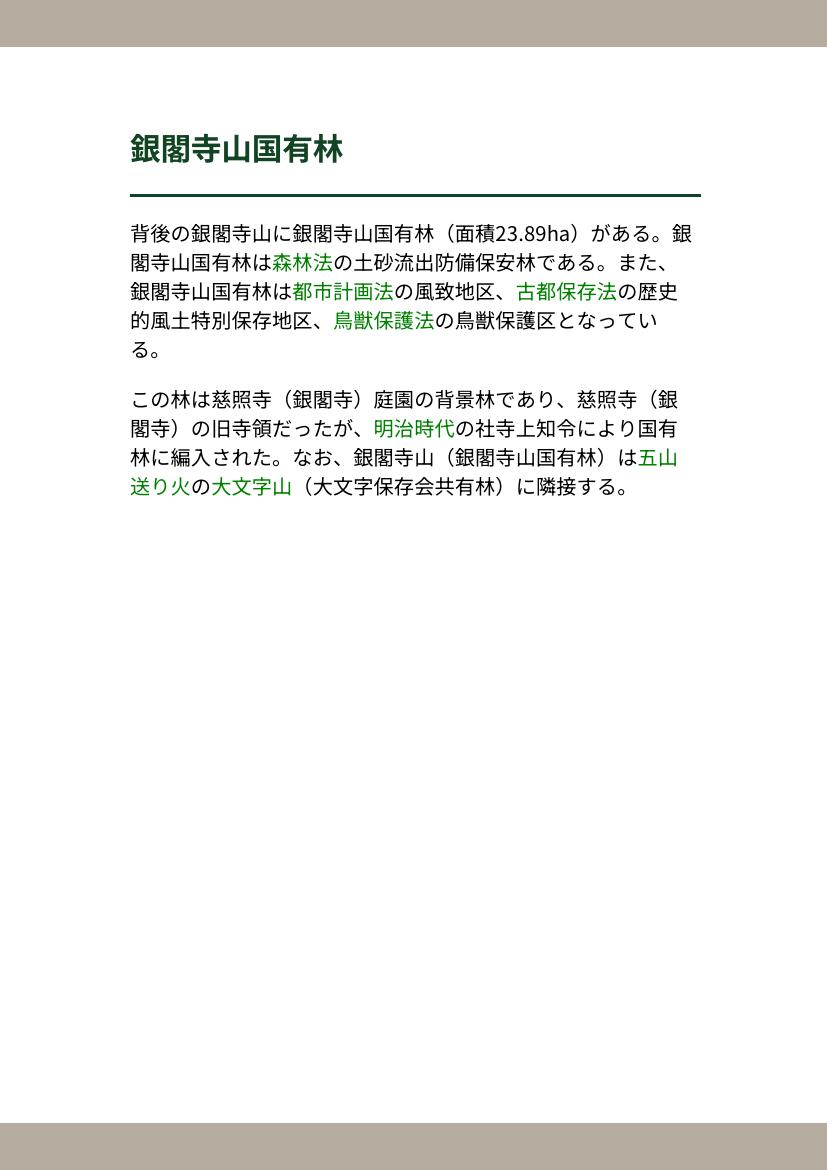 銀閣寺山国有林
背後の銀閣寺山に銀閣寺山国有林（面積23.89ha）がある。銀
閣寺山国有林は森林法の土砂流出防備保安林である。また、
銀閣寺山国有林は都市計画法の風致地区、古都保存法の歴史
的風土特別保存地区、鳥獣保護法の鳥獣保護区となってい
る。
この林は慈照寺（銀閣寺）庭園の背景林であり、慈照寺（銀
閣寺）の旧寺領だったが、明治時代の社寺上知令により国有
林に編入された。なお、銀閣寺山（銀閣寺山国有林）は五山
送り火の大文字山（大文字保存会共有林）に隣接する。